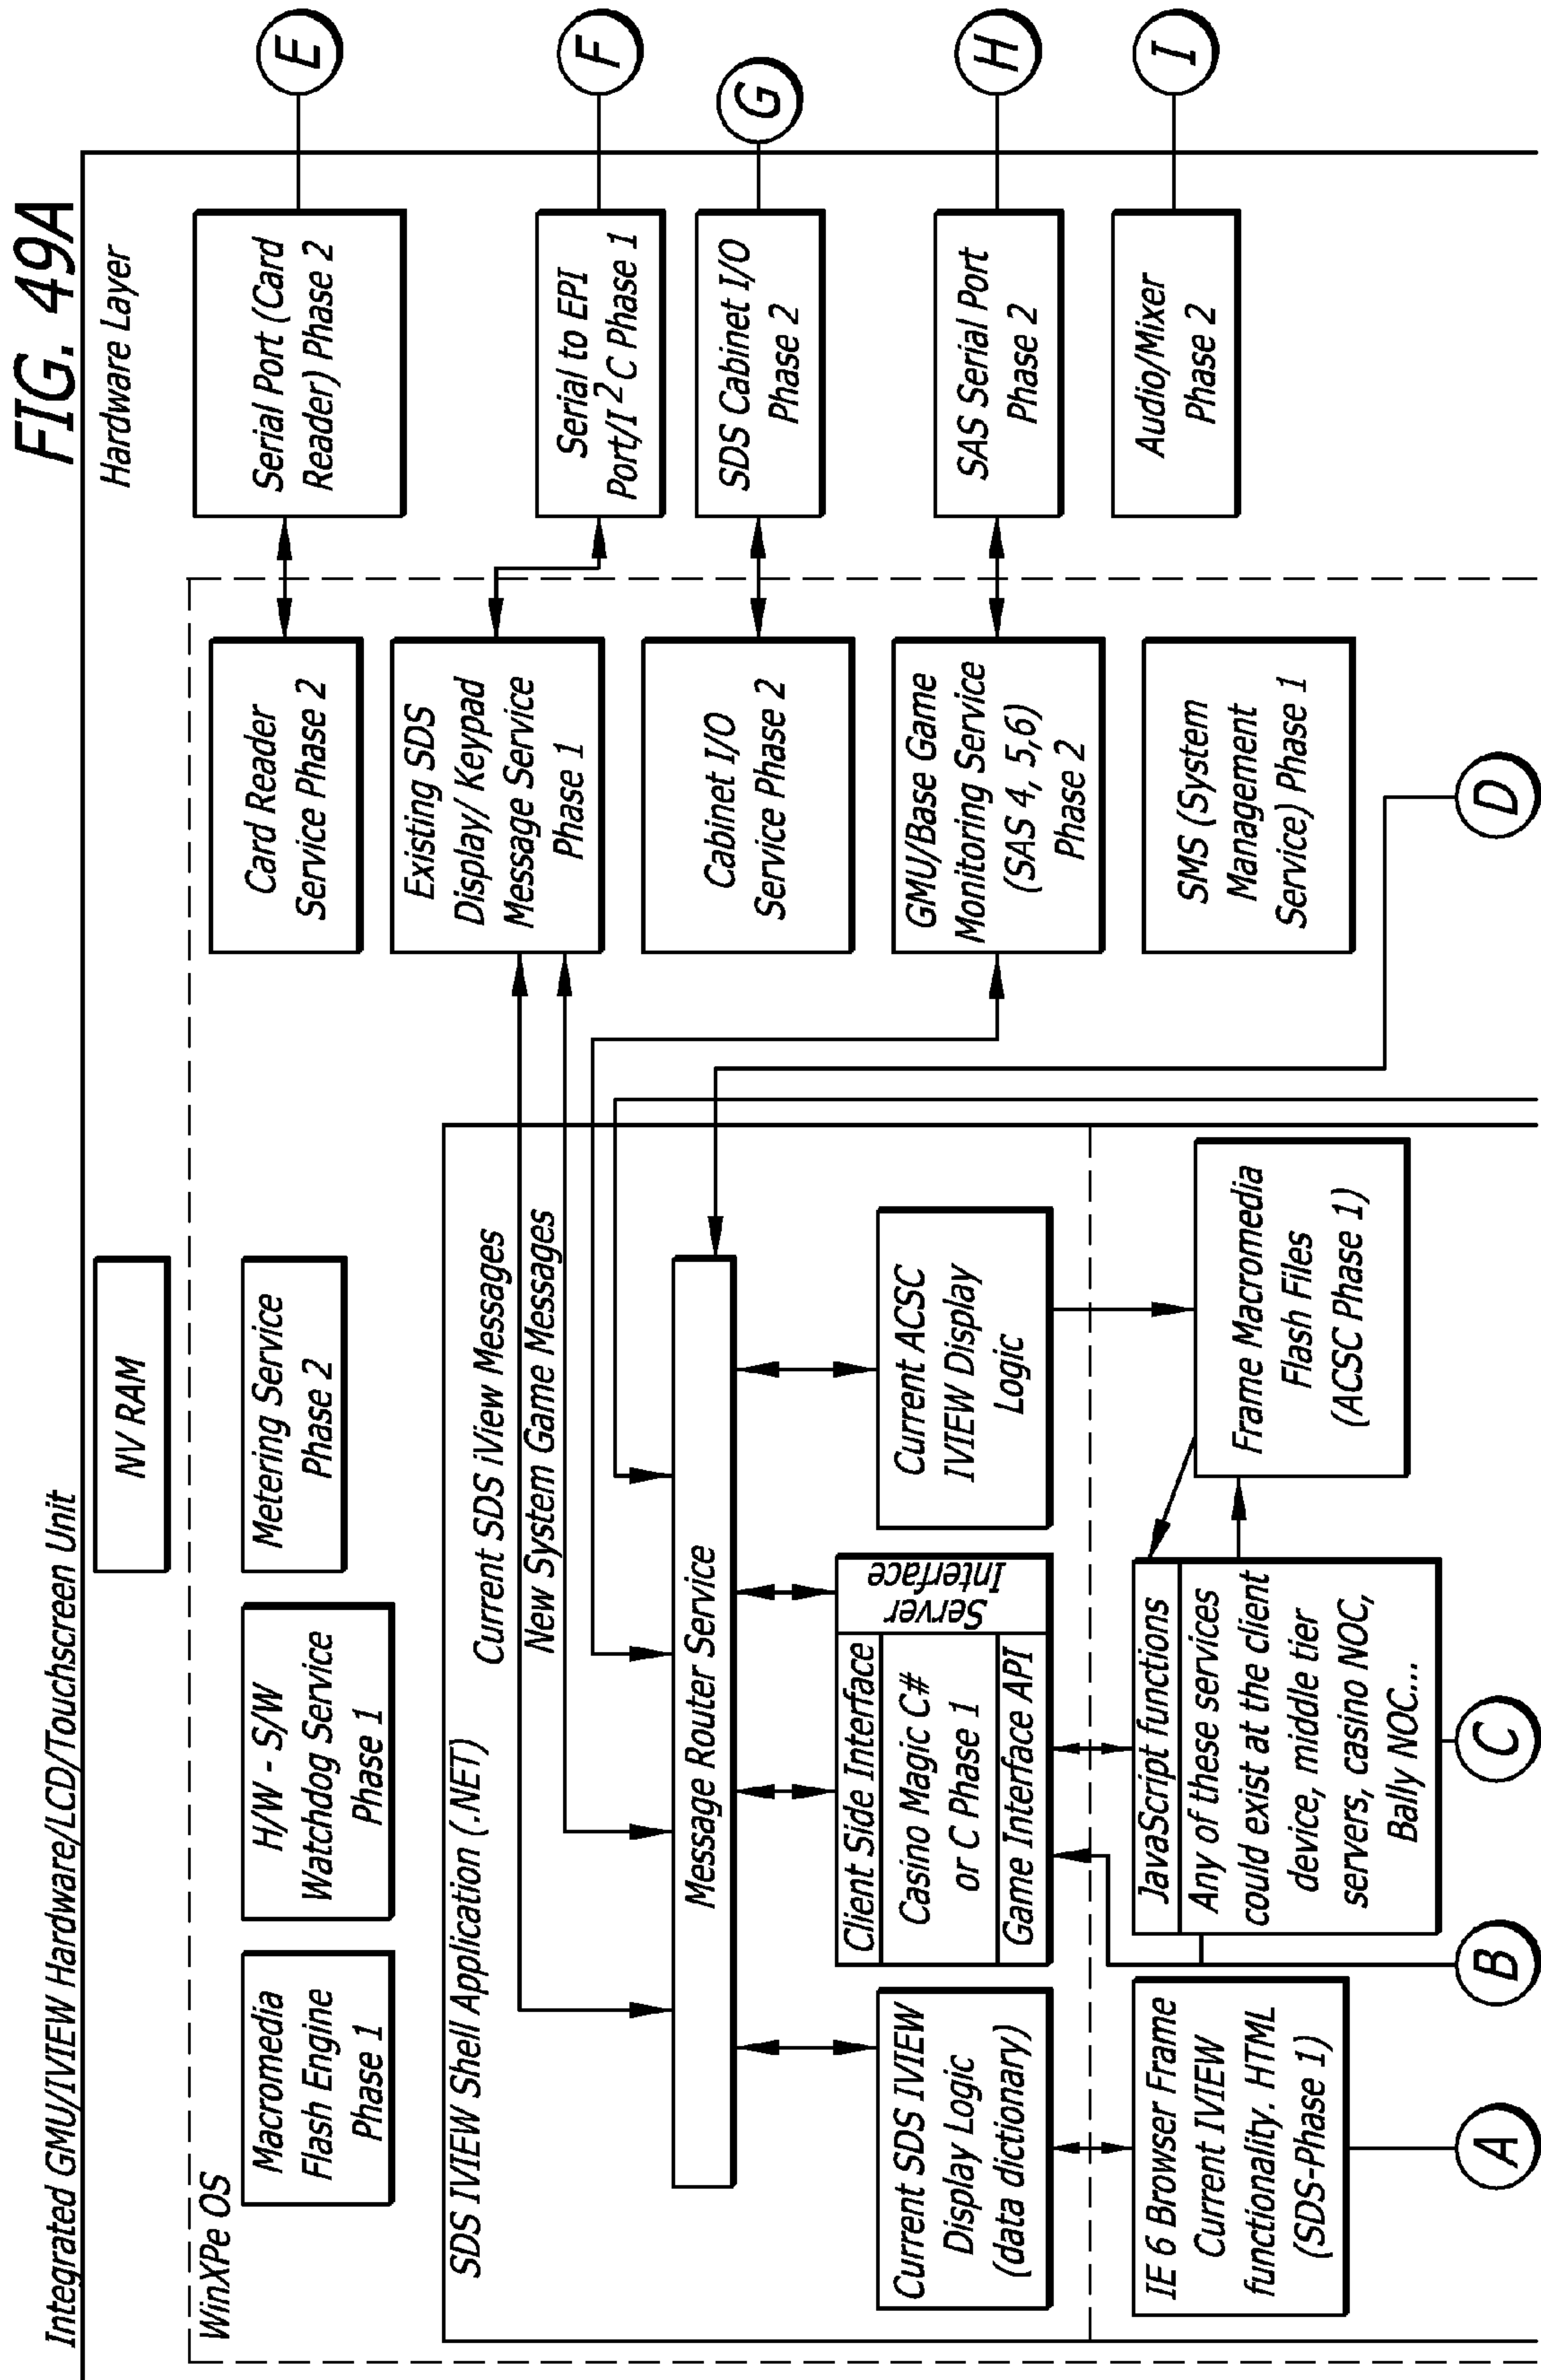 FIG. 49A
Integrated GMU/IVIEW Hardware/LCD/Touchscreen Unit
Hardware Layer
NV RAM
WinXPe OS
Macromedia
Flash Engine
Phase 1
H/W - S/W
Watchdog Service
Phase 1
Metering Service
Phase 2
Card Reader
Service Phase 2
Serial Port (Card
Reader) Phase 2
E
Existing SDS
Display/ Keypad
Message Service
Phase 1
Serial to EPI
Port/I²C Phase 1
F
SDS IVIEW Shell Application (.NET)
Current SDS iView Messages
New System Game Messages
Cabinet I/O
Service Phase 2
SDS Cabinet I/O
Phase 2
G
Message Router Service
GMU/Base Game
Monitoring Service
(SAS 4, 5,6)
Phase 2
SAS Serial Port
Phase 2
H
Current SDS IVIEW
Display Logic
(data dictionary)
Client Side Interface
Casino Magic C#
or C Phase 1
Game Interface API
Server
Interface
Current ACSC
IVIEW Display
Logic
SMS (System
Management
Service) Phase 1
Audio/Mixer
Phase 2
I
IE 6 Browser Frame
Current IVIEW
functionality. HTML
(SDS-Phase 1)
JavaScript functions
Any of these services
could exist at the client
device, middle tier
servers, casino NOC,
Bally NOC...
Frame Macromedia
Flash Files
(ACSC Phase 1)
A
B
C
D